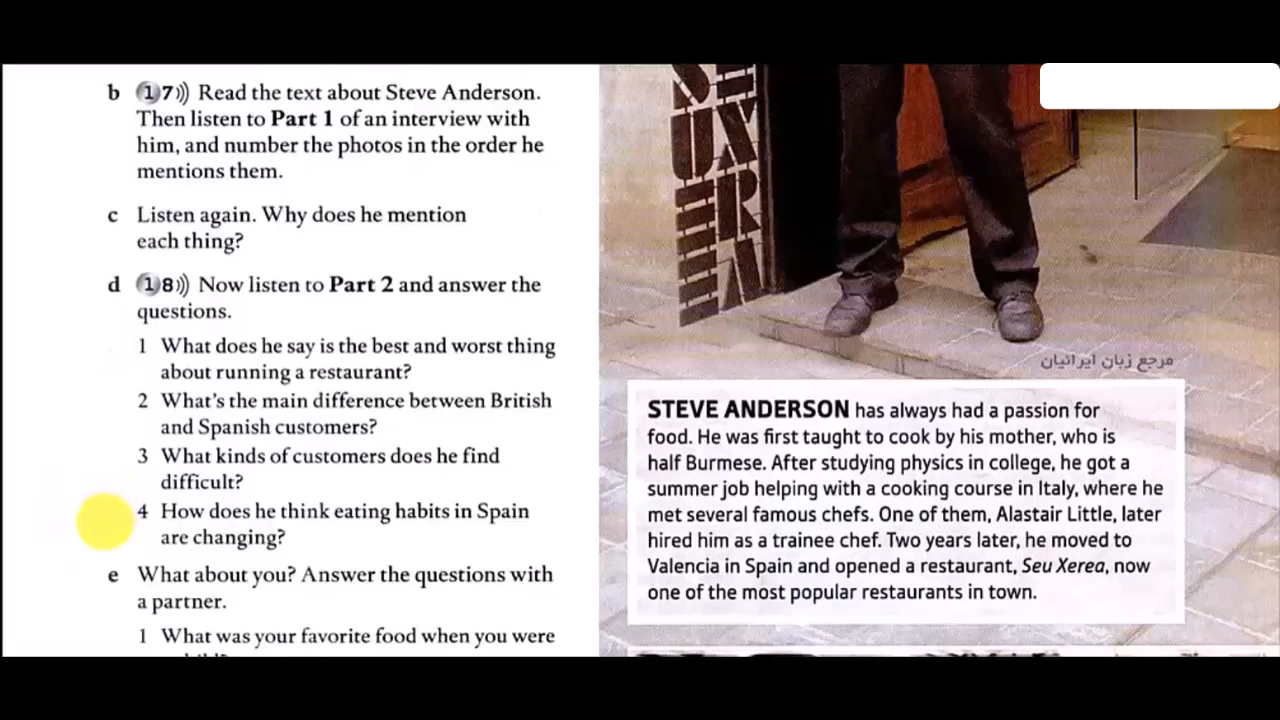 b 1 7))) Read the text about Steve Anderson.
Then listen to Part 1 of an interview with
him, and number the photos in the order he
mentions them.
c Listen again. Why does he mention
each thing?
d 1 8))) Now listen to Part 2 and answer the
questions.
1 What does he say is the best and worst thing
about running a restaurant?
2 What's the main difference between British
and Spanish customers?
3 What kinds of customers does he find
difficult?
4 How does he think eating habits in Spain
are changing?
e What about you? Answer the questions with
a partner.
1 What was your favorite food when you were
SEU
XEREA
مرجع زبان ایرانیان
STEVE ANDERSON has always had a passion for
food. He was first taught to cook by his mother, who is
half Burmese. After studying physics in college, he got a
summer job helping with a cooking course in Italy, where he
met several famous chefs. One of them, Alastair Little, later
hired him as a trainee chef. Two years later, he moved to
Valencia in Spain and opened a restaurant, Seu Xerea, now
one of the most popular restaurants in town.